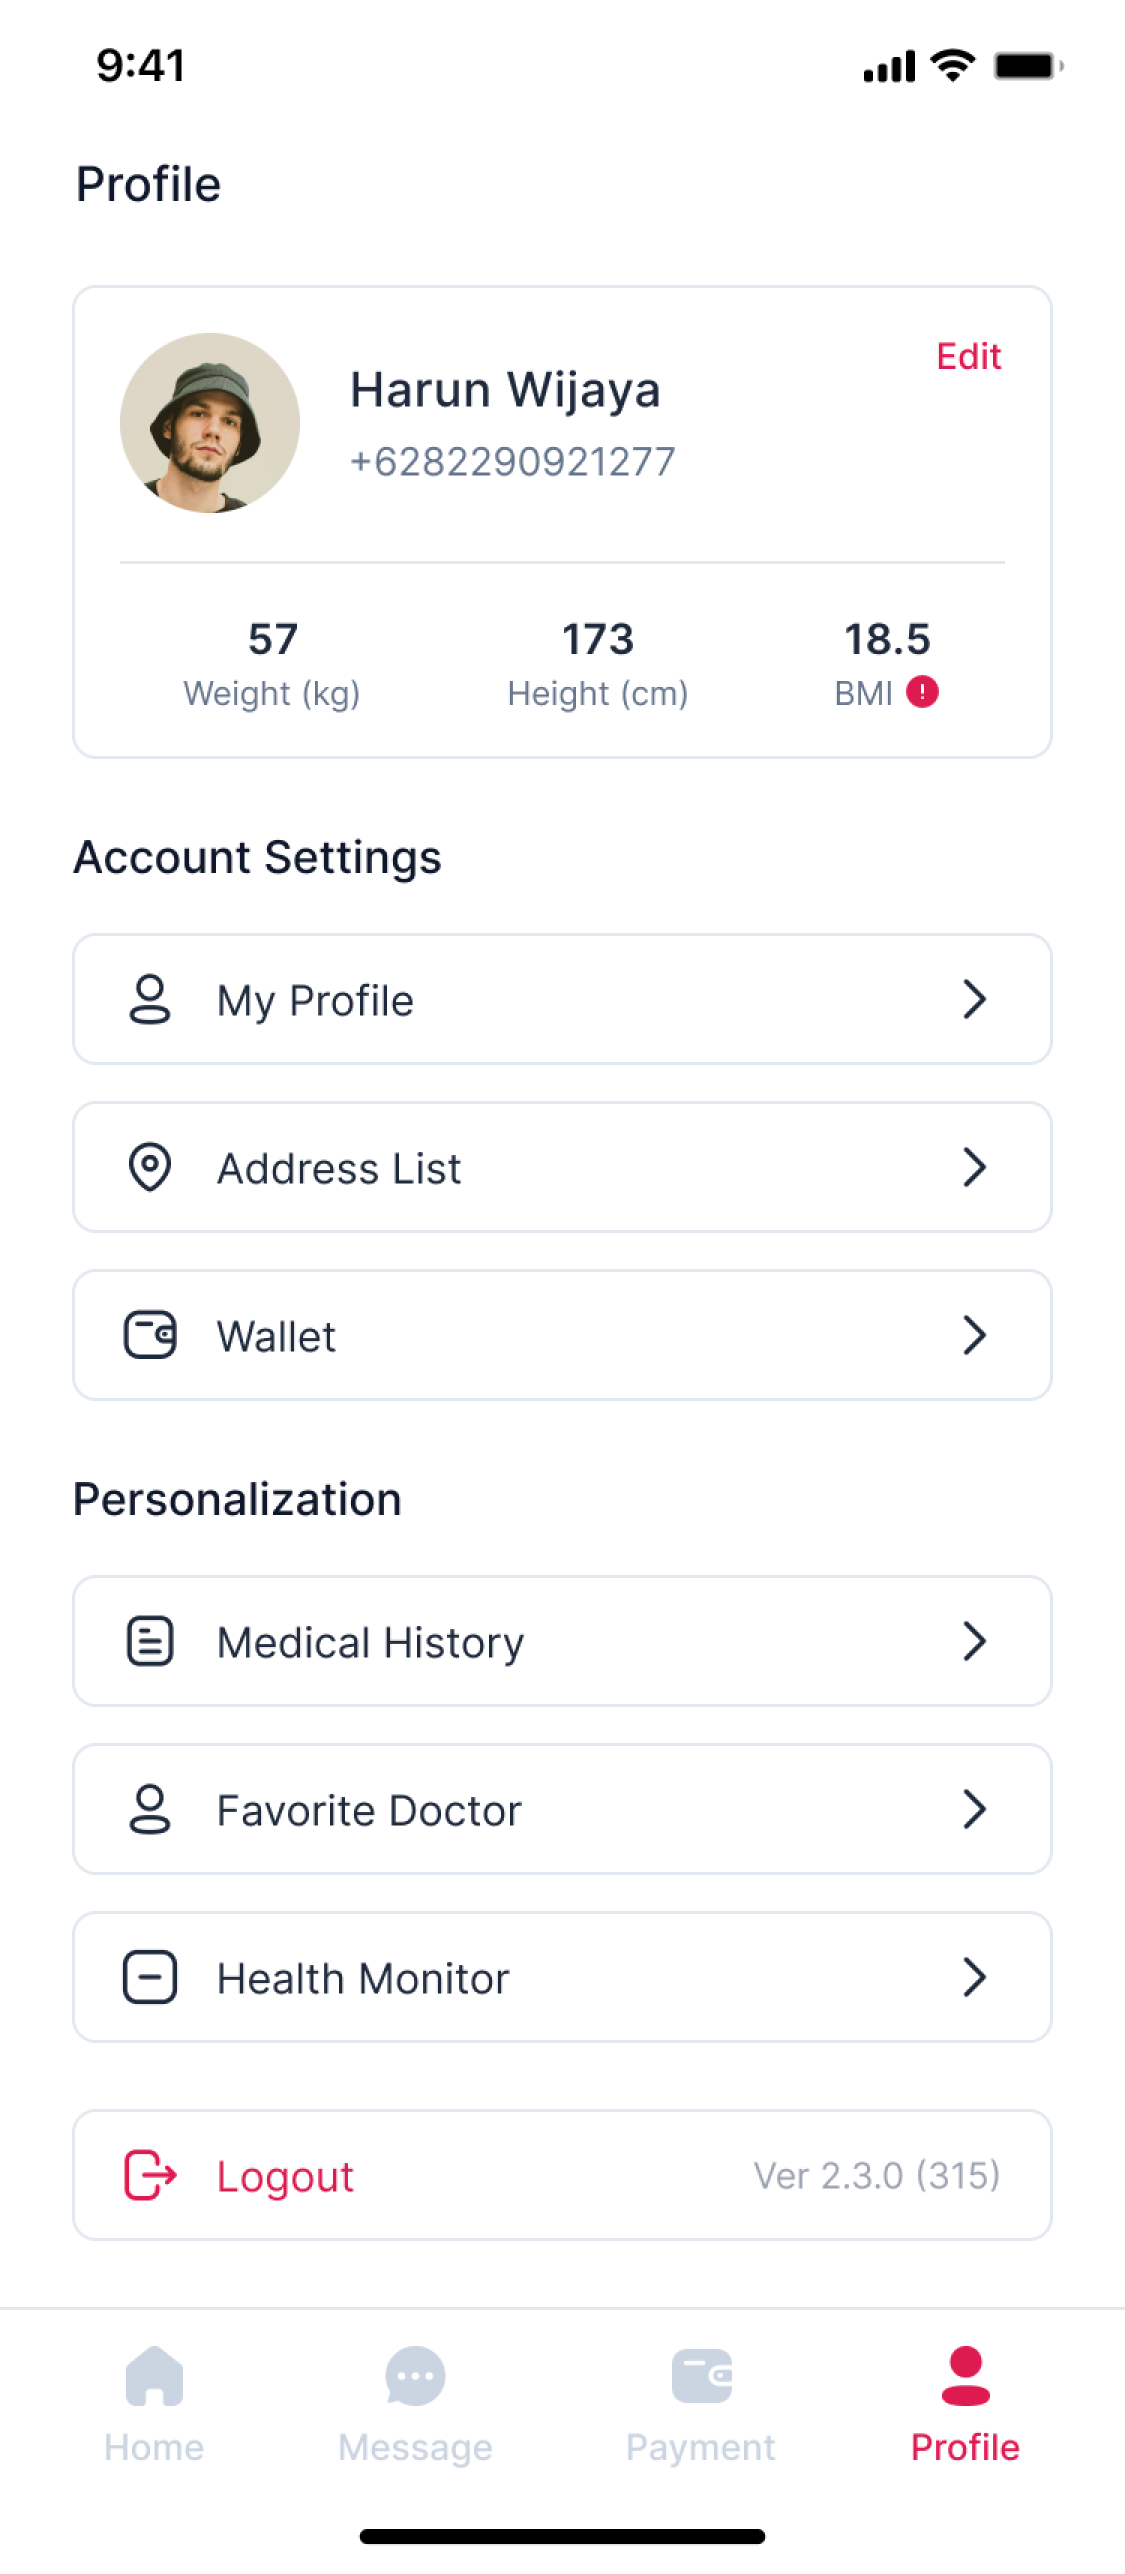 9:41
Profile
Harun Wijaya
Edit
+6282290921277
57 173 18.5
Weight (kg) Height (cm) BMI !
Account Settings
My Profile
Address List
Wallet
Personalization
Medical History
Favorite Doctor
Health Monitor
Logout Ver 2.3.0 (315)
Home Message Payment Profile